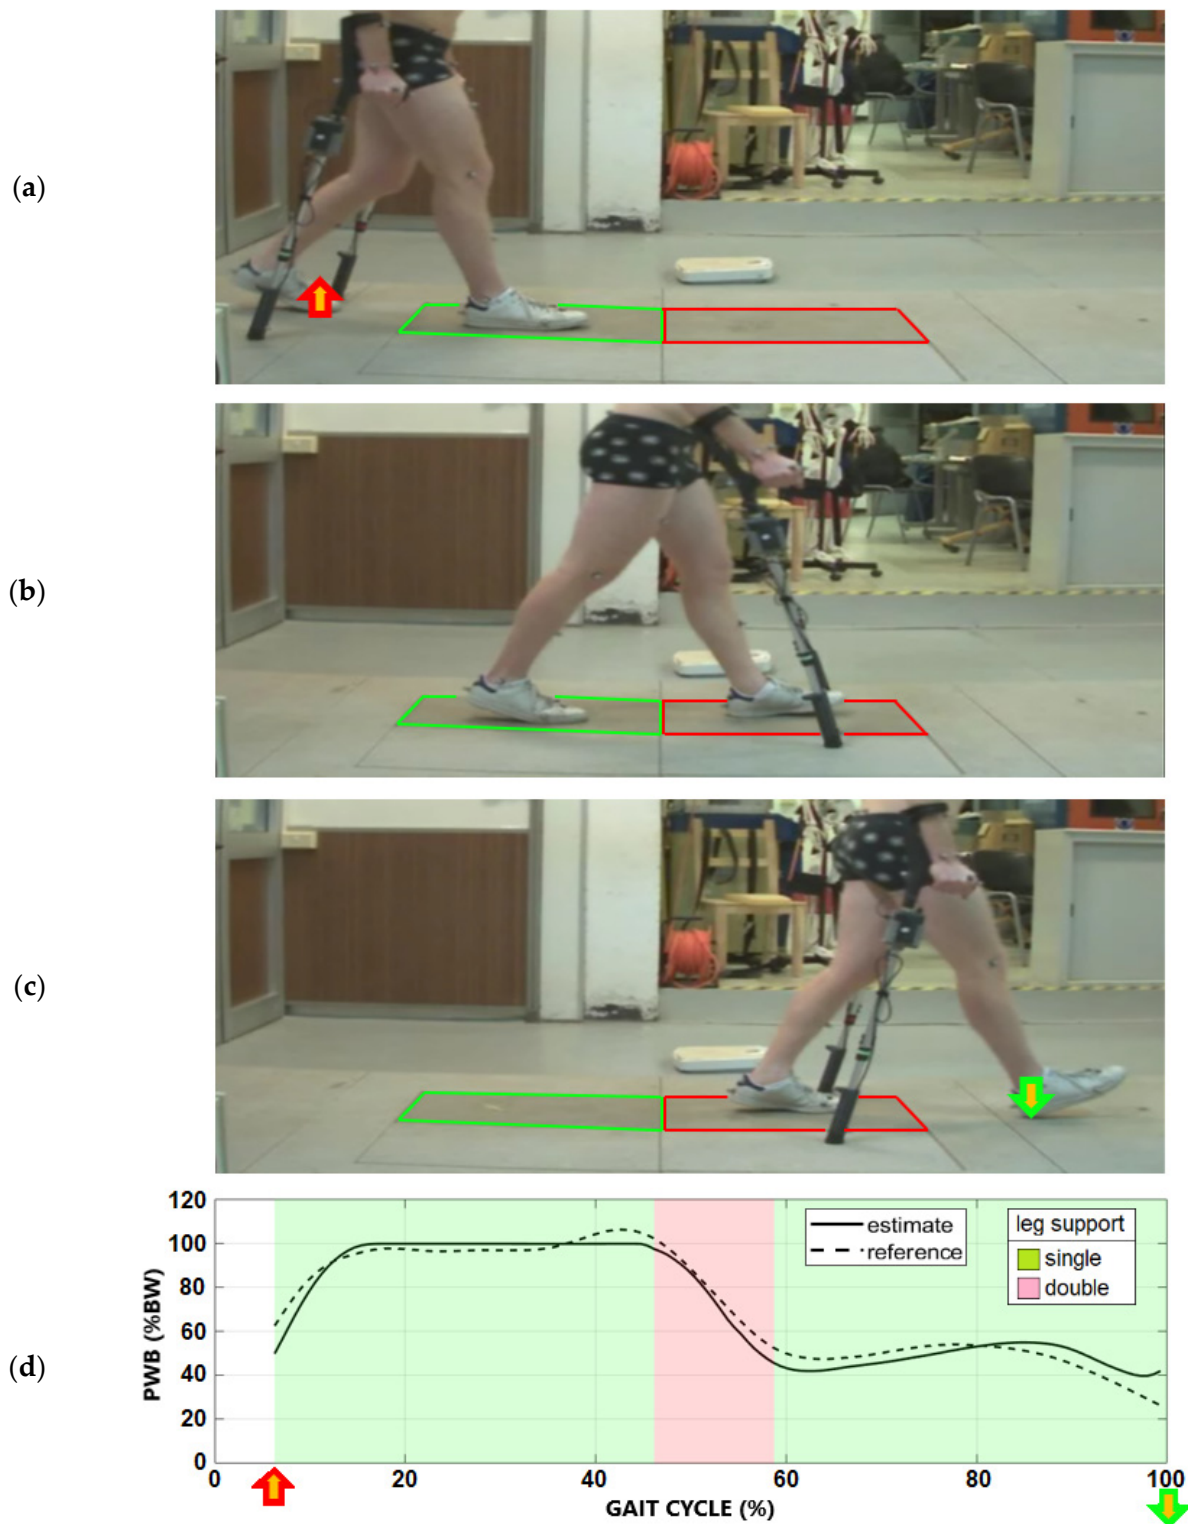 (a)
(b)
(c)
(d)
PWB (%BW)
120
100
80
60
40
20
0
estimate
reference
leg support
single
double
0 20 40 60 80 100
GAIT CYCLE (%)